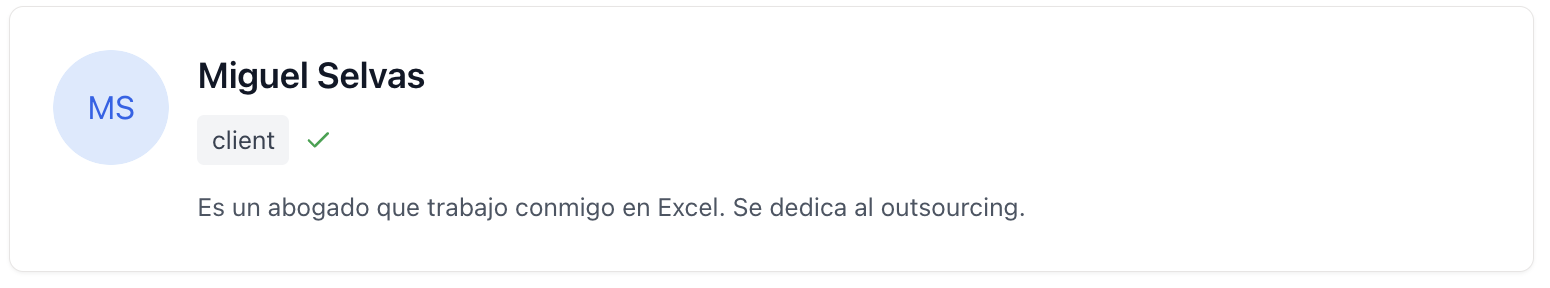 MS
Miguel Selvas
client
Es un abogado que trabajo conmigo en Excel. Se dedica al outsourcing.